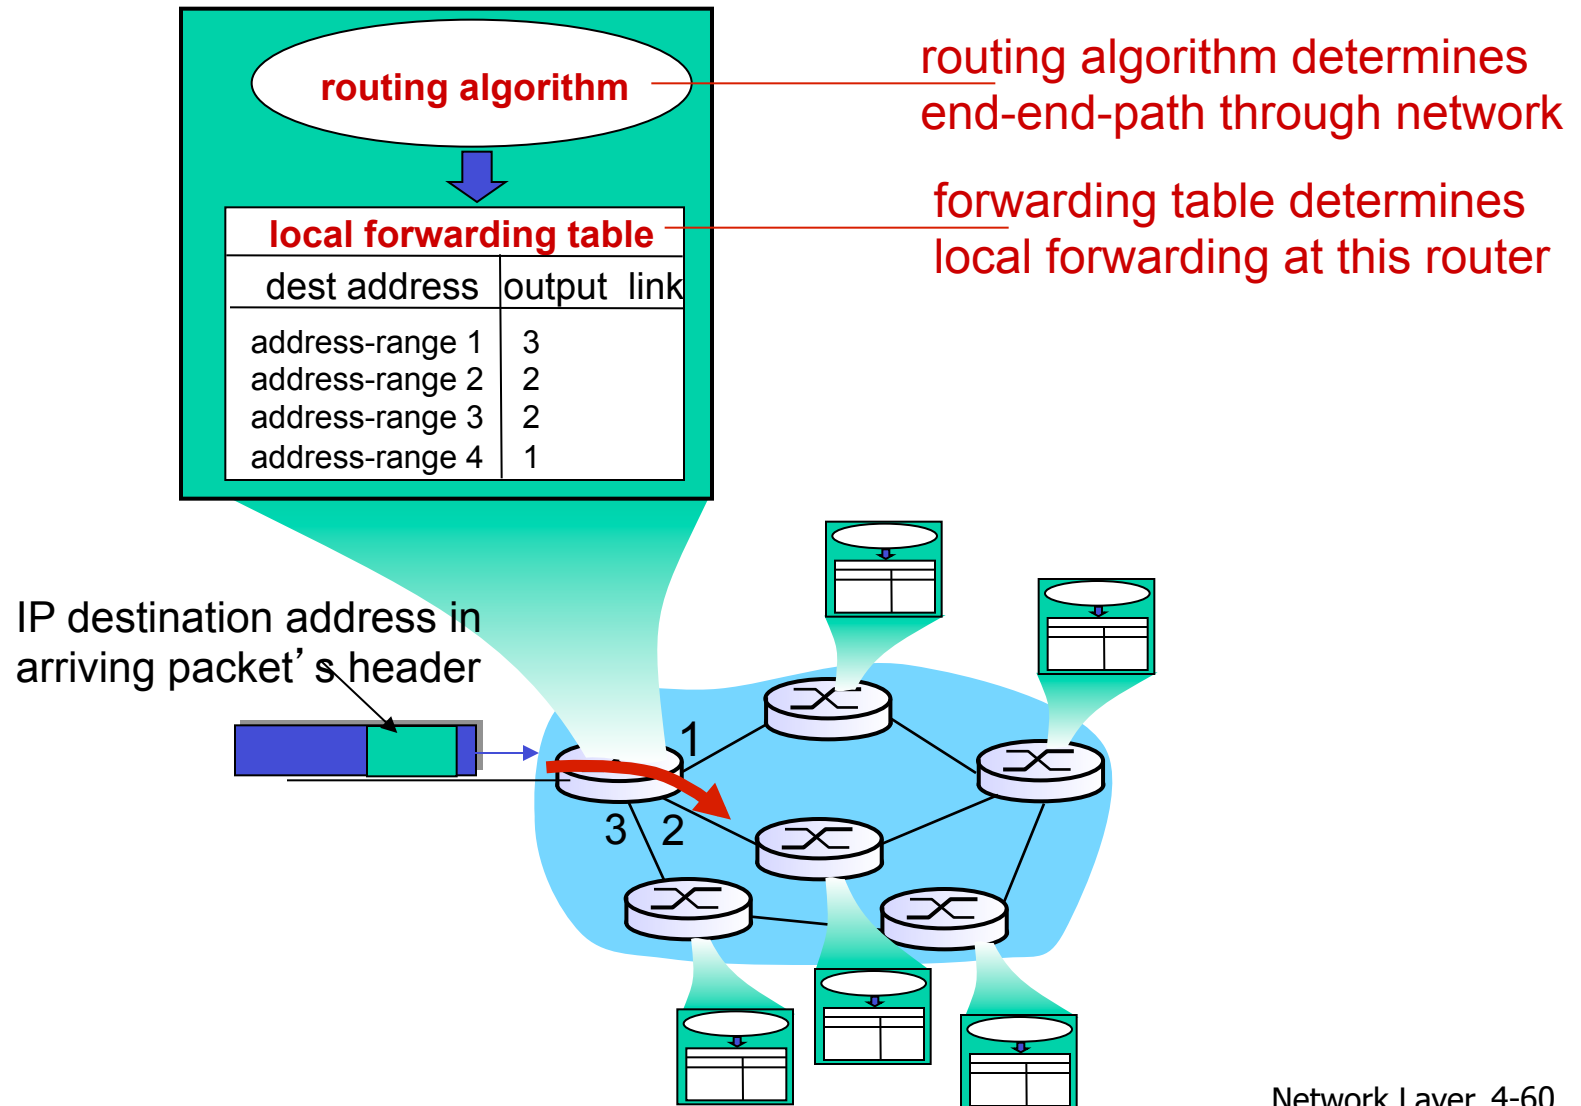 routing algorithm
routing algorithm determines
end-end-path through network
local forwarding table
forwarding table determines
local forwarding at this router
dest address output link
address-range 1 3
address-range 2 2
address-range 3 2
address-range 4 1
IP destination address in
arriving packet's header
1
3 2
Network Layer 4-60